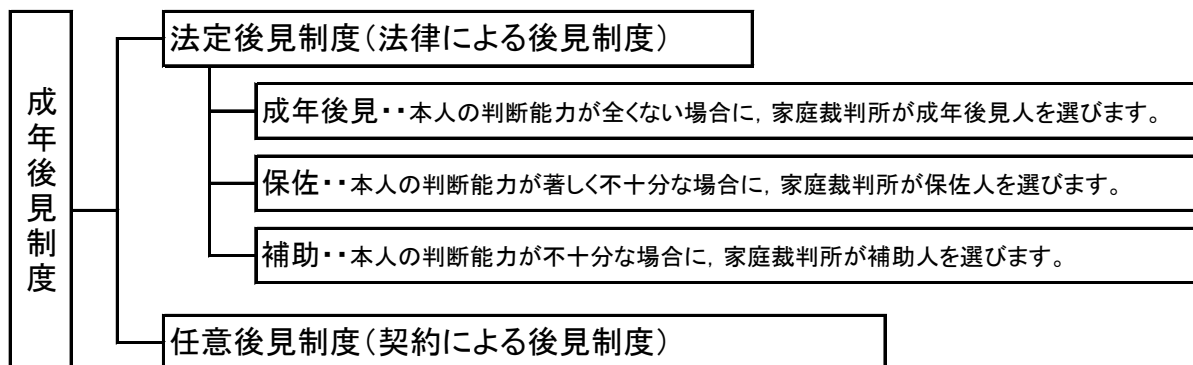 成年後見制度
法定後見制度（法律による後見制度）
成年後見・・本人の判断能力が全くない場合に，家庭裁判所が成年後見人を選びます。
保佐・・本人の判断能力が著しく不十分な場合に，家庭裁判所が保佐人を選びます。
補助・・本人の判断能力が不十分な場合に，家庭裁判所が補助人を選びます。
任意後見制度（契約による後見制度）